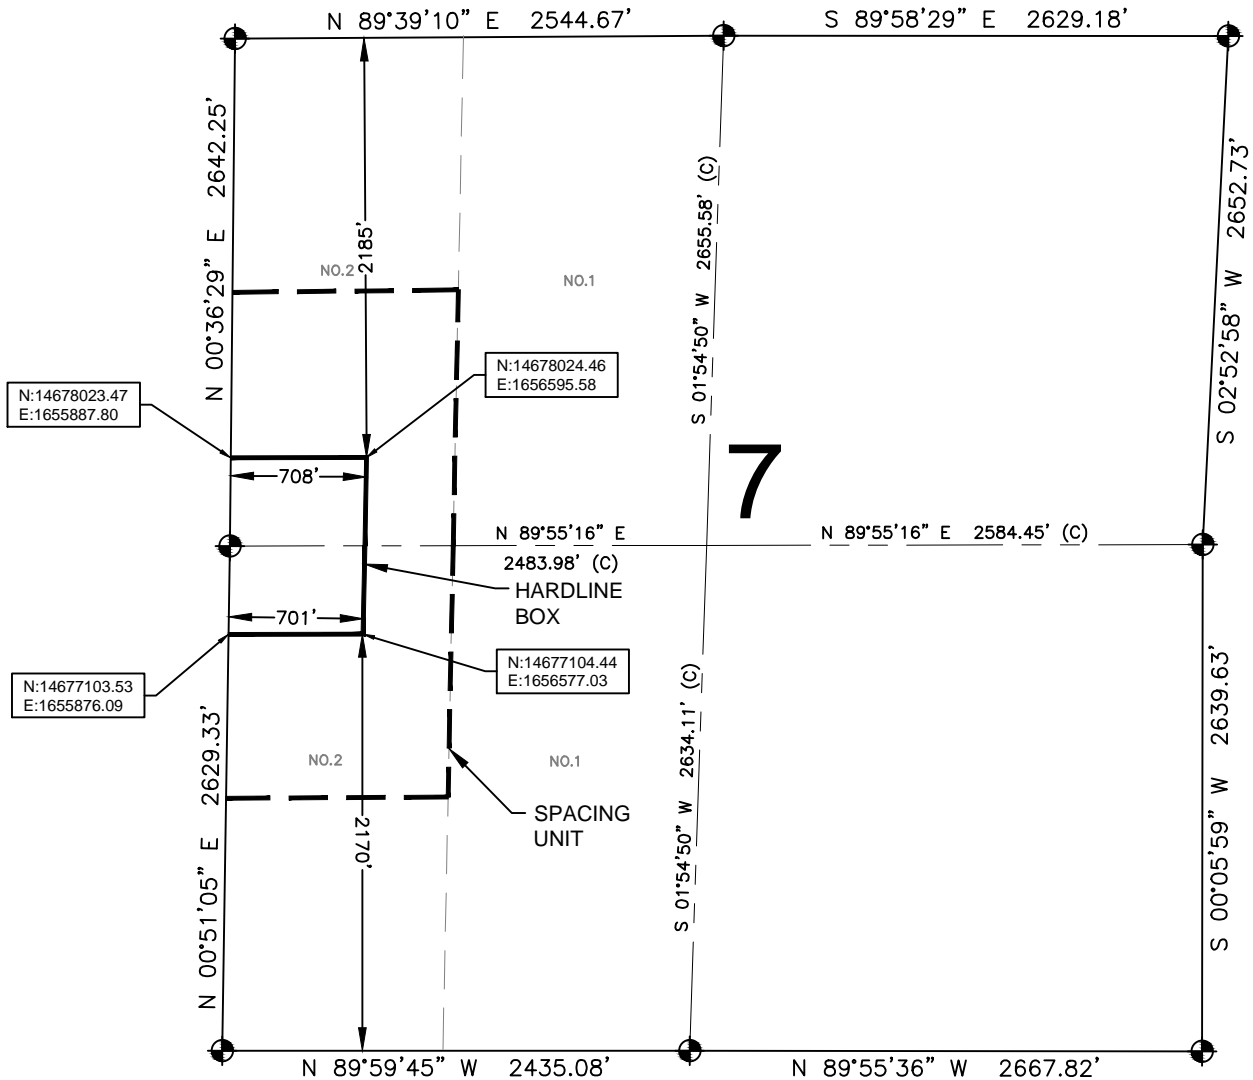 N 89°39'10" E 2544.67'
S 89°58'29" E 2629.18'
N 00°36'29" E 2642.25'
2185'
S 01°54'50" W 2655.58' (C)
S 02°52'58" W 2652.73'
NO.2
NO.1
N:14678024.46
E:1656595.58
N:14678023.47
E:1655887.80
708'
7
N 89°55'16" E
2483.98' (C)
N 89°55'16" E 2584.45' (C)
HARDLINE
BOX
701'
N:14677104.44
E:1656577.03
N:14677103.53
E:1655876.09
N 00°51'05" E 2629.33'
NO.2
NO.1
S 01°54'50" W 2634.11' (C)
S 00°05'59" W 2639.63'
SPACING
UNIT
2170'
N 89°59'45" W 2435.08'
N 89°55'36" W 2667.82'